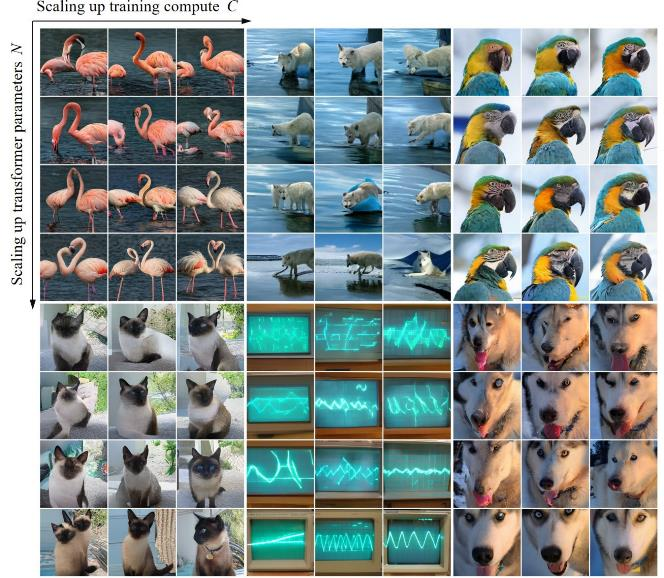 Scaling up training compute C
Scaling up transformer parameters N